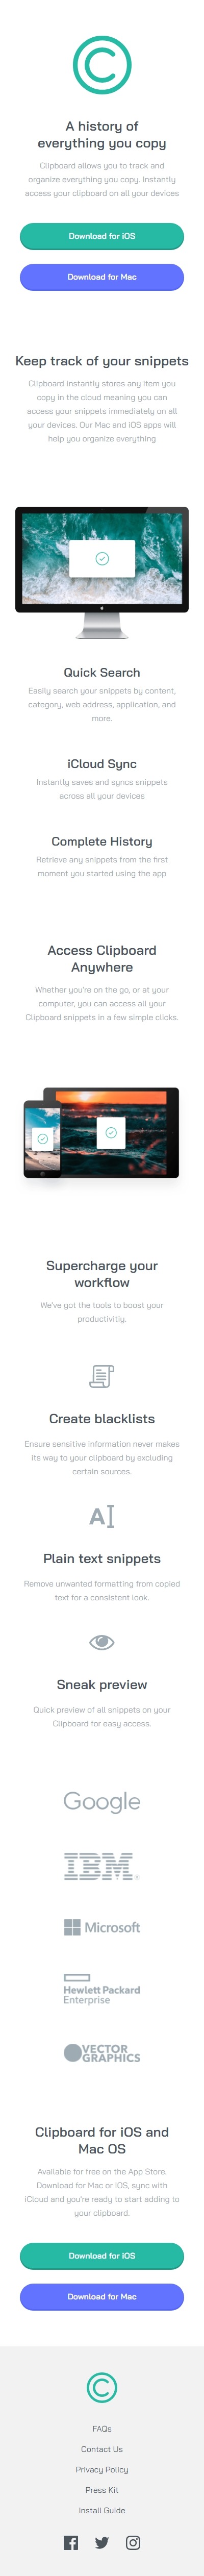 A history of
everything you copy
Clipboard allows you to track and
organize everything you copy. Instantly
access your clipboard on all your devices
Download for iOS
Download for Mac
Keep track of your snippets
Clipboard instantly stores any item you
copy in the cloud meaning you can
access your snippets immediately on all
your devices. Our Mac and iOS apps will
help you organize everything
Quick Search
Easily search your snippets by content,
category, web address, application, and
more.
iCloud Sync
Instantly saves and syncs snippets
across all your devices
Complete History
Retrieve any snippets from the first
moment you started using the app
Access Clipboard
Anywhere
Whether you're on the go, or at your
computer, you can access all your
Clipboard snippets in a few simple clicks.
Supercharge your
workflow
We've got the tools to boost your
productivitiy.
Create blacklists
Ensure sensitive information never makes
its way to your clipboard by excluding
certain sources.
A
Plain text snippets
Remove unwanted formatting from copied
text for a consistent look.
Sneak preview
Quick preview of all snippets on your
Clipboard for easy access.
Google
IBM
Microsoft
Hewlett Packard
Enterprise
VECTOR
GRAPHICS
Clipboard for iOS and
Mac OS
Available for free on the App Store.
Download for Mac or iOS, sync with
iCloud and you're ready to start adding to
your clipboard.
Download for iOS
Download for Mac
FAQs
Contact Us
Privacy Policy
Press Kit
Install Guide